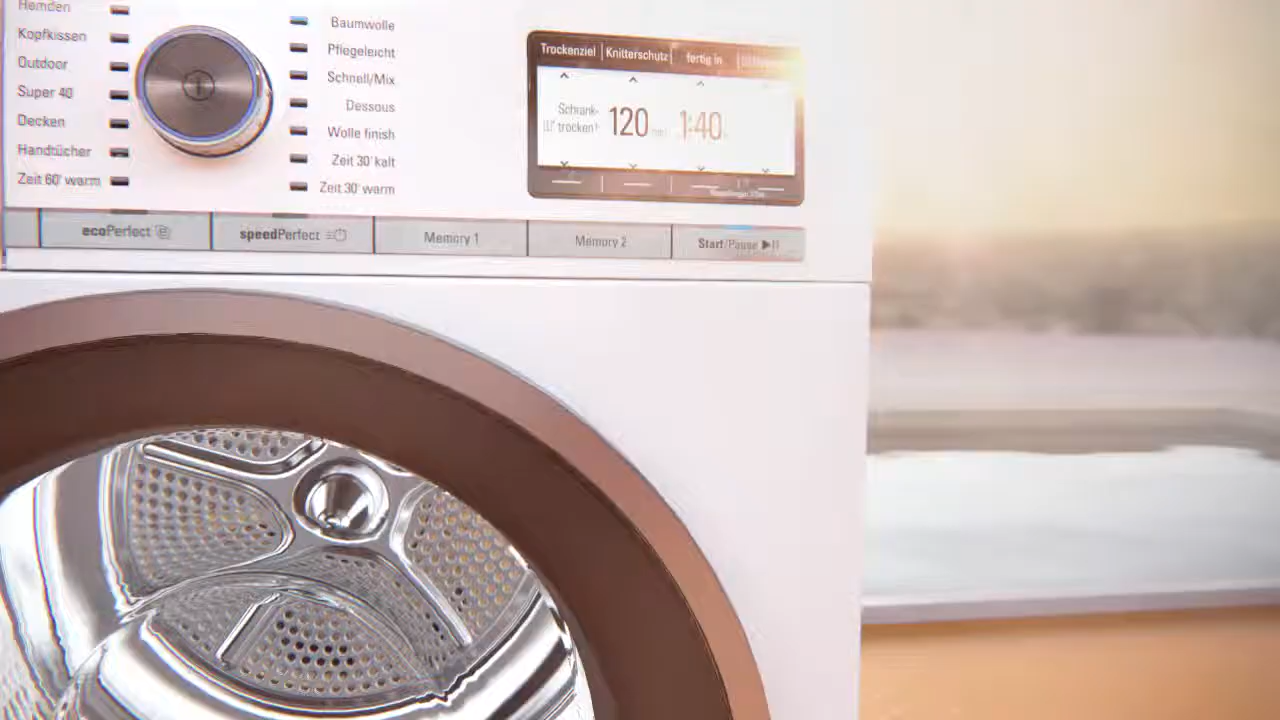 Hemden
Kopfkissen
Outdoor
Super 40
Decken
Handtücher
Zeit 60' warm
Baumwolle
Pflegeleicht
Schnell/Mix
Dessous
Wolle finish
Zeit 30' kalt
Zeit 30' warm
Trockenziel Knitterschutz fertig in
Schrank-
trocken
120
1:40
ecoPerfect
speedPerfect
Memory 1
Memory 2
Start/Pause